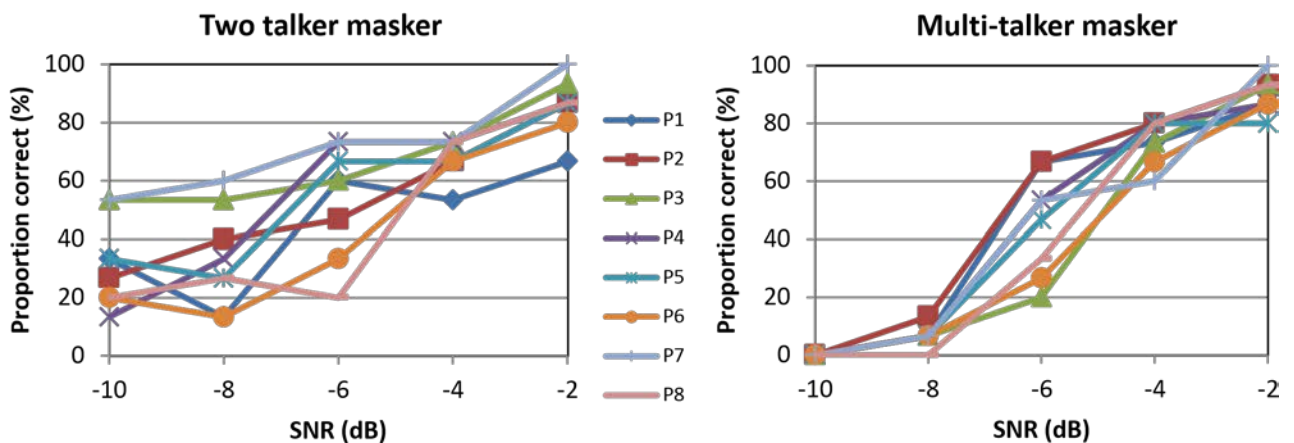 Two talker masker
Proportion correct (%)
100
80
60
40
20
0
-10 -8 -6 -4 -2
SNR (dB)
P1
P2
P3
P4
P5
P6
P7
P8
Multi-talker masker
Proportion correct (%)
100
80
60
40
20
0
-10 -8 -6 -4 -2
SNR (dB)